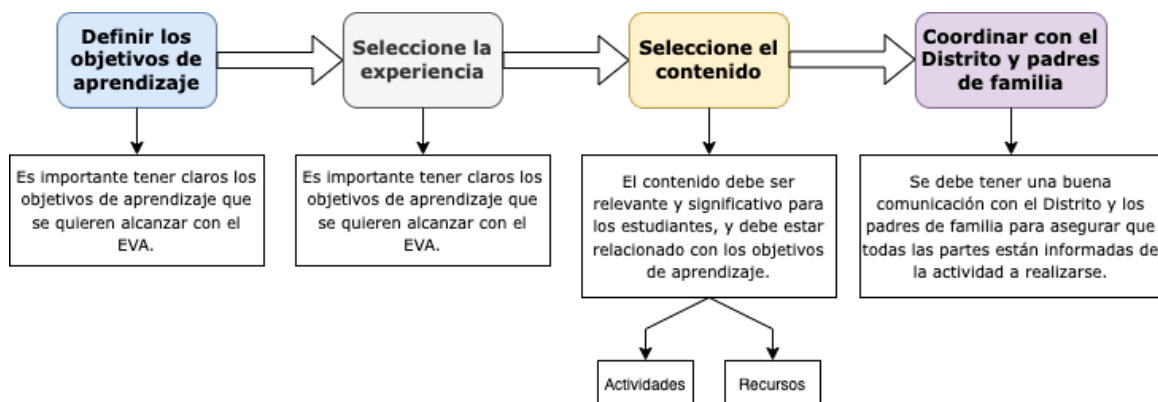 Definir los
objetivos de
aprendizaje
Seleccione la
experiencia
Seleccione el
contenido
Coordinar con el
Distrito y padres
de familia
Es importante tener claros los
objetivos de aprendizaje que
se quieren alcanzar con el
EVA.
Es importante tener claros los
objetivos de aprendizaje que
se quieren alcanzar con el
EVA.
El contenido debe ser
relevante y significativo para
los estudiantes, y debe estar
relacionado con los objetivos
de aprendizaje.
Se debe tener una buena
comunicación con el Distrito y los
padres de familia para asegurar que
todas las partes están informadas de
la actividad a realizarse.
Actividades
Recursos